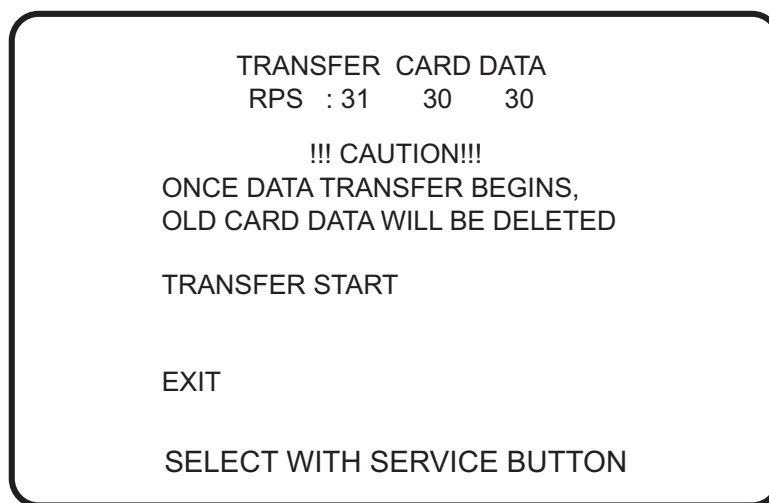 TRANSFER CARD DATA
RPS : 31 30 30
!!! CAUTION!!!
ONCE DATA TRANSFER BEGINS,
OLD CARD DATA WILL BE DELETED
TRANSFER START
EXIT
SELECT WITH SERVICE BUTTON